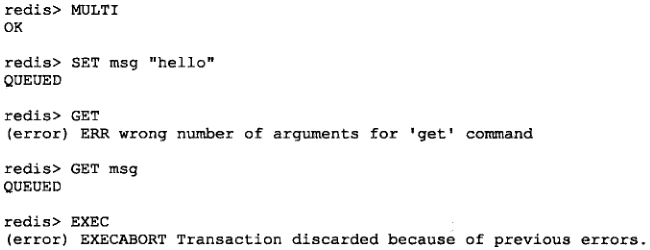 redis> MULTI
OK
redis> SET msg "hello"
QUEUED
redis> GET
(error) ERR wrong number of arguments for 'get' command
redis> GET msg
QUEUED
redis> EXEC
(error) EXECABORT Transaction discarded because of previous errors.